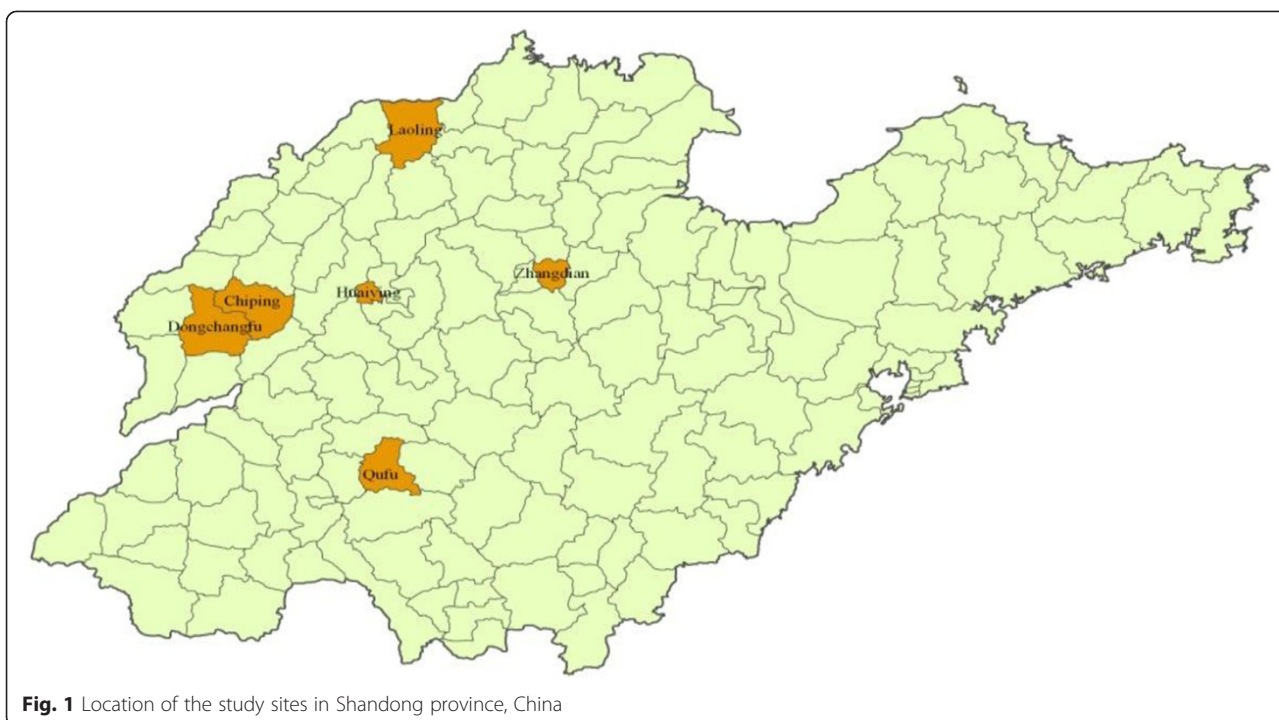 Laoling
Zhangdian
Huaiying
Chiping
Dongchangfu
Qufu
Fig. 1 Location of the study sites in Shandong province, China